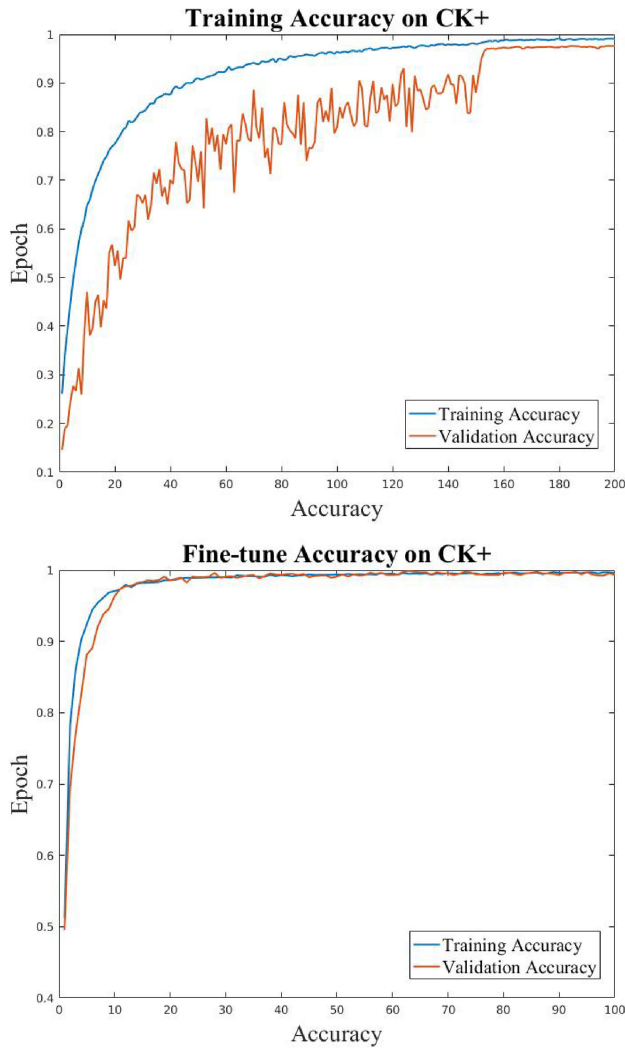 Training Accuracy on CK+
1
0.9
0.8
0.7
0.6
0.5
0.4
0.3
0.2
0.1
Epoch
Training Accuracy
Validation Accuracy
0 20 40 60 80 100 120 140 160 180 200
Accuracy
Fine-tune Accuracy on CK+
1
0.9
0.8
0.7
0.6
0.5
0.4
Epoch
Training Accuracy
Validation Accuracy
0 10 20 30 40 50 60 70 80 90 100
Accuracy